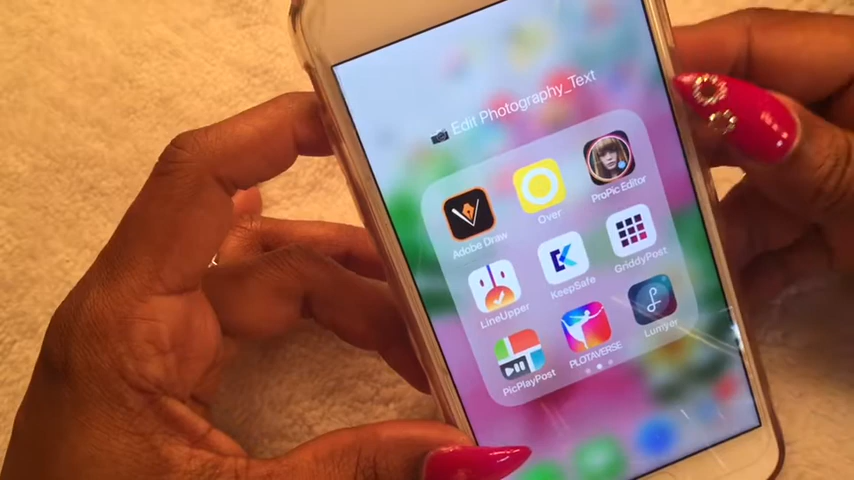 Edit Photography_Text
Adobe Draw
Over
ProPic Editor
LineUpper
KeepSafe
GriddyPost
PicPlayPost
PLOTAVERSE
Lumyer